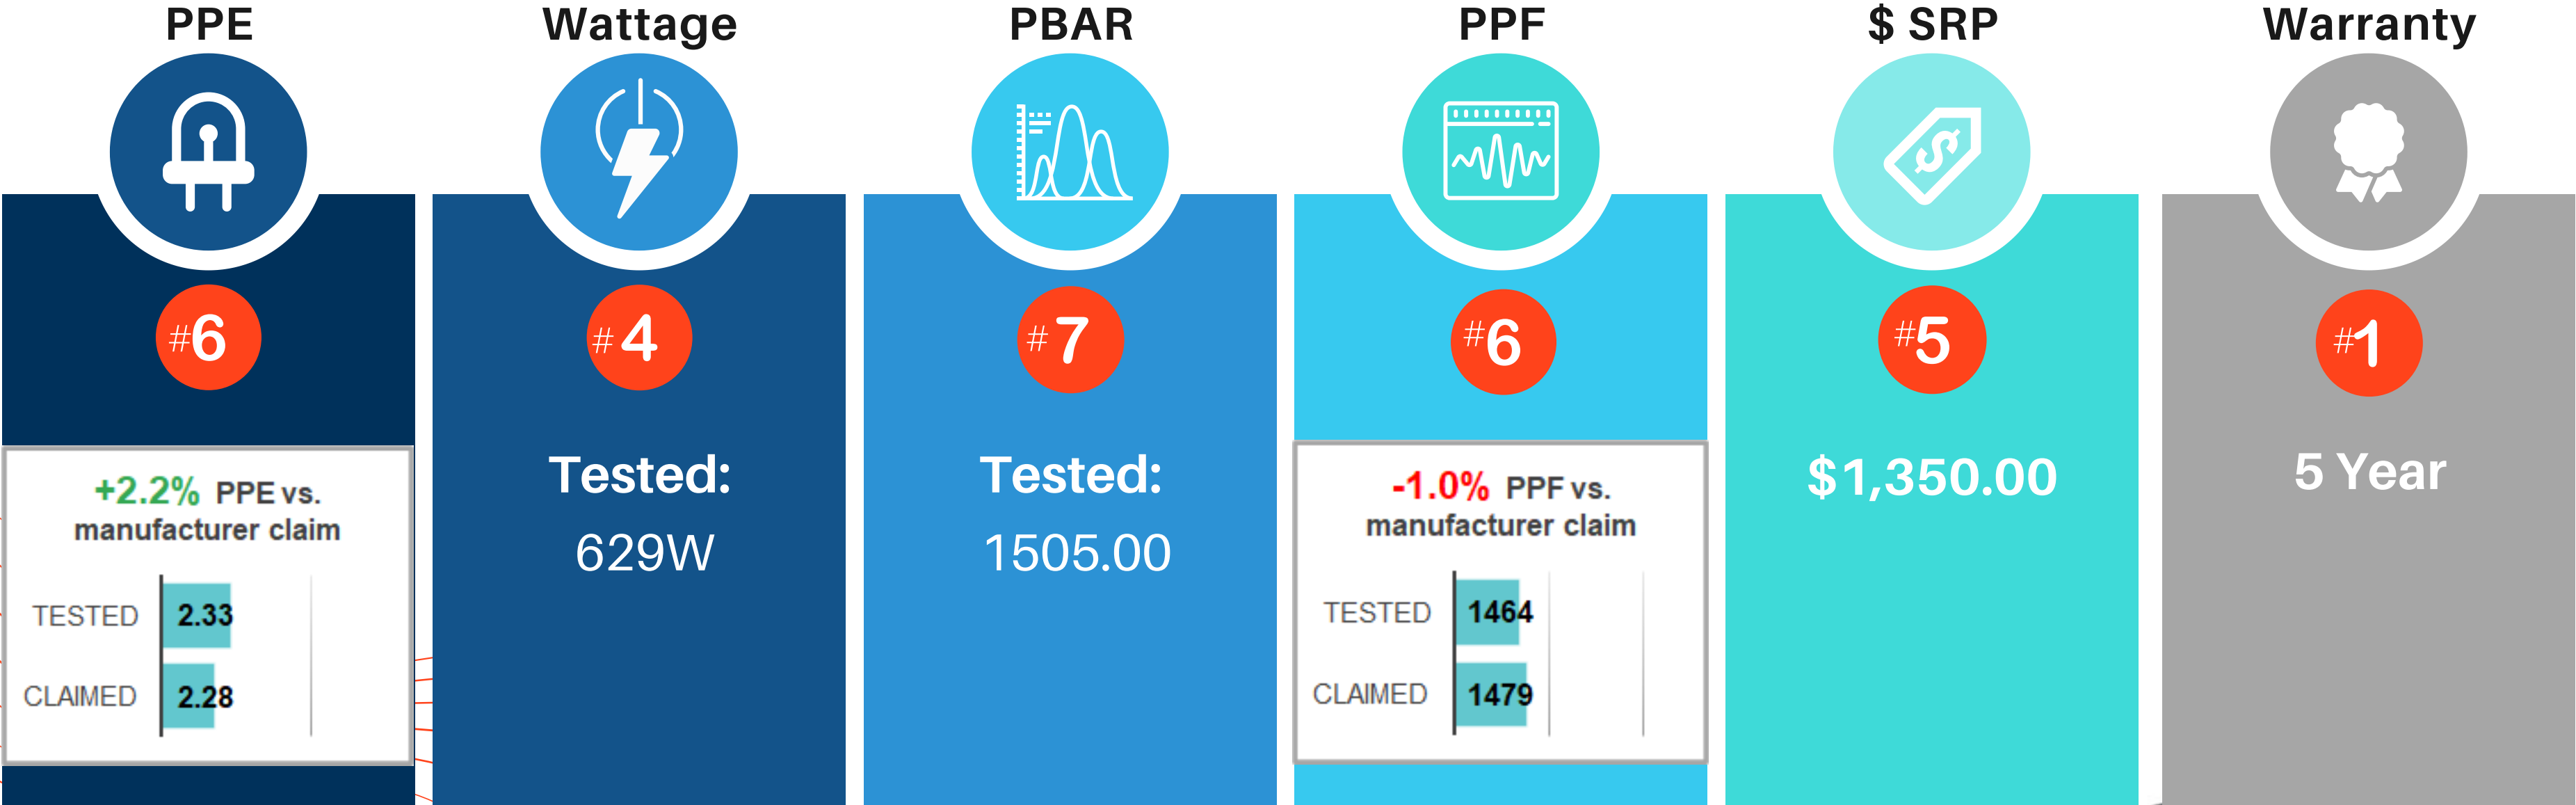 PPE
#6
+2.2% PPE vs.
manufacturer claim
TESTED 2.33
CLAIMED 2.28
Wattage
#4
Tested:
629W
PBAR
#7
Tested:
1505.00
PPF
#6
-1.0% PPF vs.
manufacturer claim
TESTED 1464
CLAIMED 1479
$ SRP
$
#5
$1,350.00
Warranty
#1
5 Year